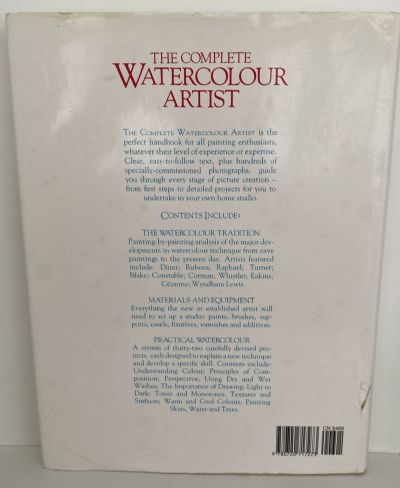 THE COMPLETE
WATERCOLOUR
ARTIST
THE COMPLETE WATERCOLOUR ARTIST is the
perfect handbook for all painting enthusiasts,
whatever their level of experience or expertise.
Clear, easy-to-follow text, plus hundreds of
specially-commissioned photographs, guide
you through every stage of picture creation –
from first steps to detailed projects for you to
undertake in your own home studio.
CONTENTS INCLUDE:
THE WATERCOLOUR TRADITION
Painting-by-painting analysis of the major dev-
elopments in watercolour technique from cave
paintings to the present day. Artists featured
include: Dürer; Rubens; Raphael; Turner;
Blake; Constable; Cotman; Whistler; Eakins;
Cézanne; Wyndham Lewis.
MATERIALS AND EQUIPMENT
Everything the new or established artist will
need to set up a studio: paints, brushes, sup-
ports, easels, fixatives, varnishes and additives.
PRACTICAL WATERCOLOUR
A system of thirty-two carefully devised pro-
jects, each designed to explain a new technique
and develop a specific skill. Contents include:
Understanding Colour; Principles of Com-
position; Perspective; Using Dry and Wet
Washes; The Importance of Drawing; Light to
Dark; Tones and Monotones; Textures and
Surfaces; Warm and Cool Colours; Painting
Skies, Water and Trees.
CN 9466